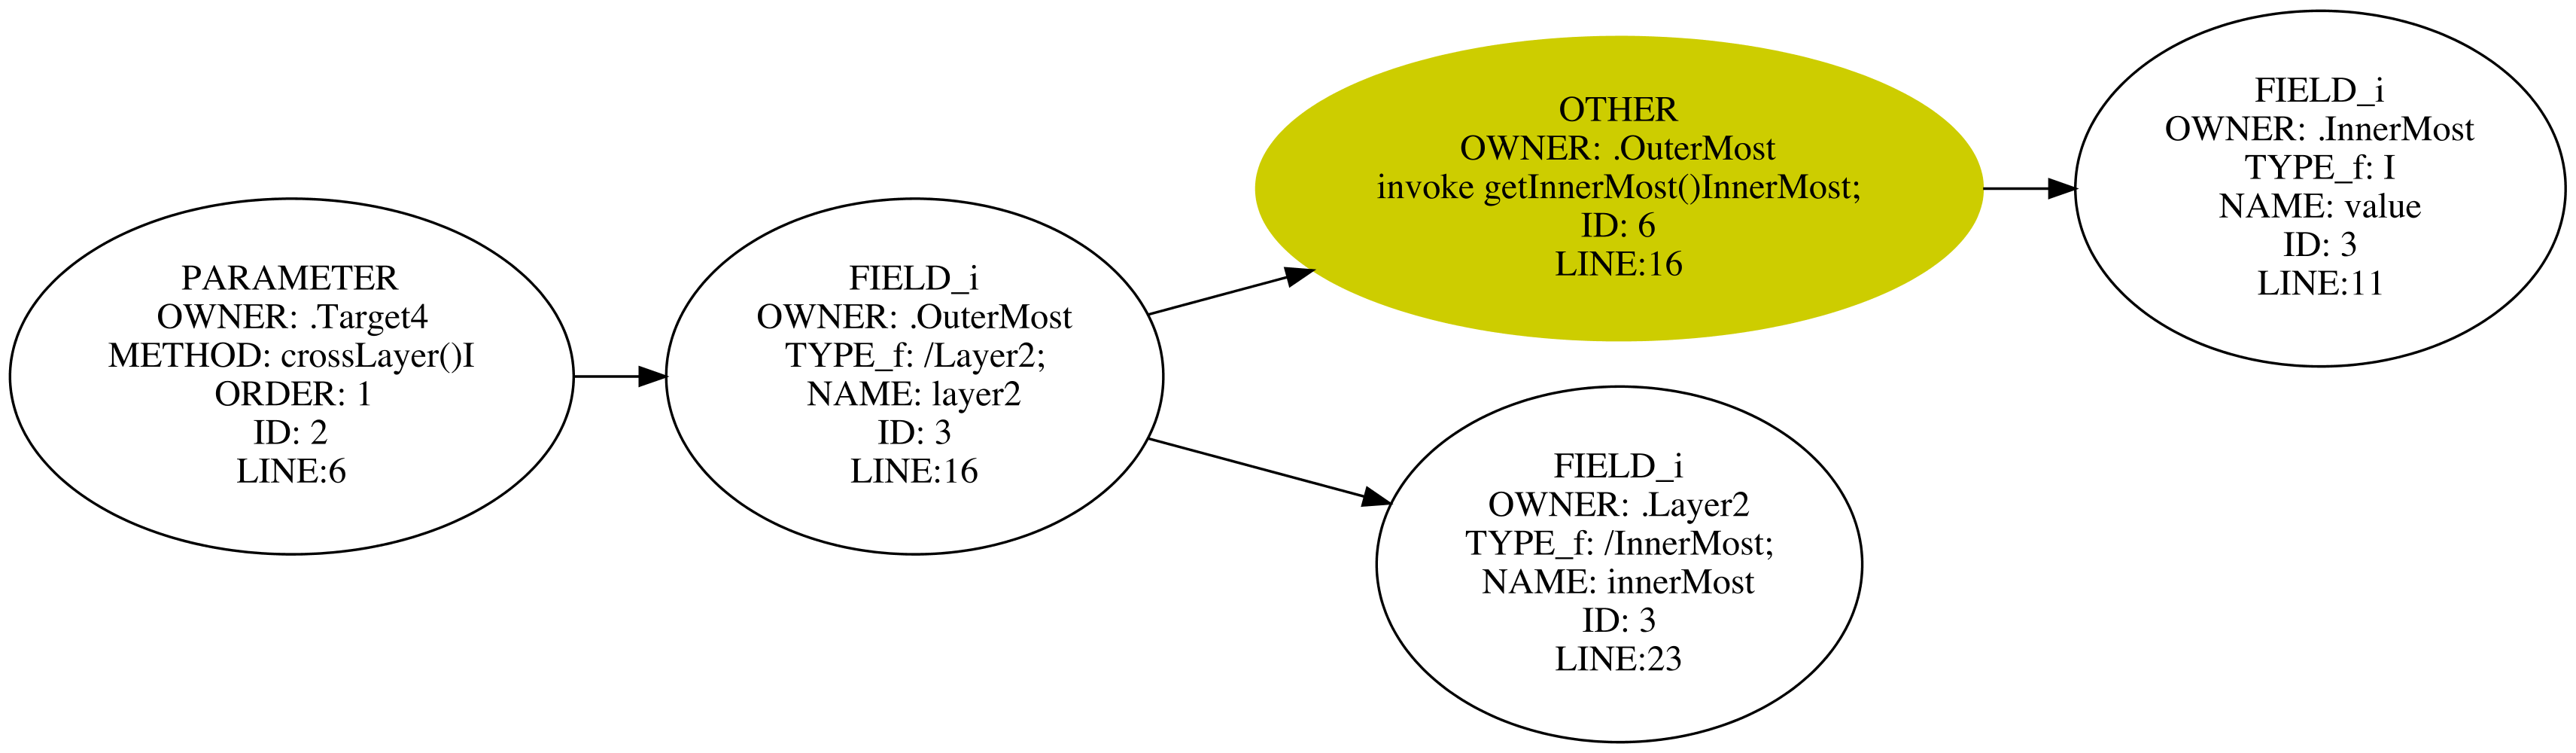 PARAMETER
OWNER: .Target4
METHOD: crossLayer()I
ORDER: 1
ID: 2
LINE:6
FIELD_i
OWNER: .OuterMost
TYPE_f: /Layer2;
NAME: layer2
ID: 3
LINE:16
OTHER
OWNER: .OuterMost
invoke getInnerMost()InnerMost;
ID: 6
LINE:16
FIELD_i
OWNER: .Layer2
TYPE_f: /InnerMost;
NAME: innerMost
ID: 3
LINE:23
FIELD_i
OWNER: .InnerMost
TYPE_f: I
NAME: value
ID: 3
LINE:11